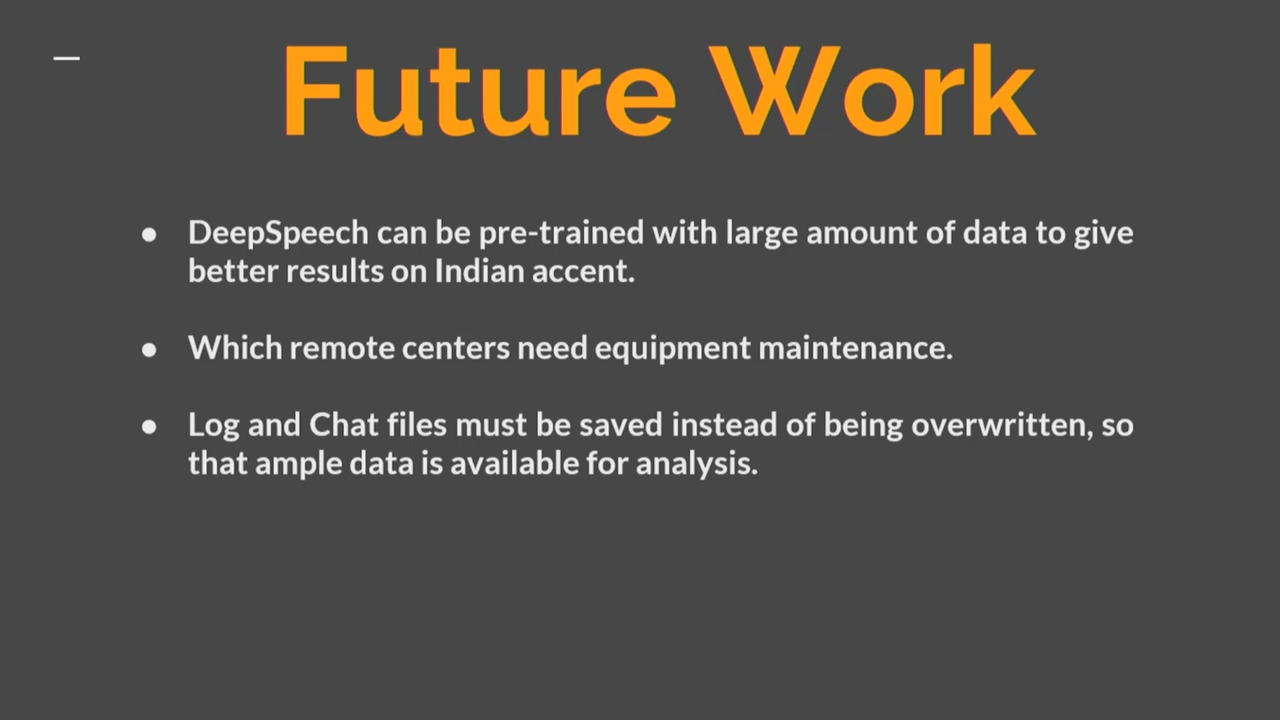 Future Work
● DeepSpeech can be pre-trained with large amount of data to give
better results on Indian accent.
● Which remote centers need equipment maintenance.
● Log and Chat files must be saved instead of being overwritten, so
that ample data is available for analysis.